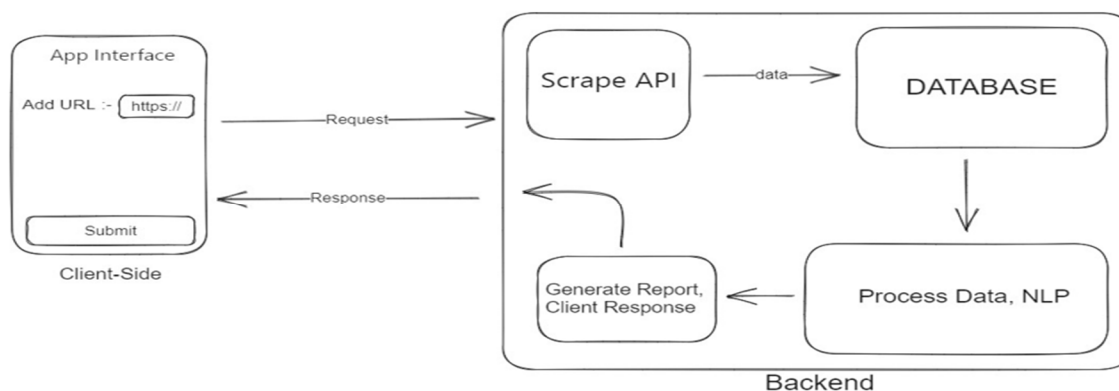 App Interface
Add URL :- https://
Submit
Client-Side
Request
Response
Scrape API
data
DATABASE
Process Data, NLP
Generate Report,
Client Response
Backend